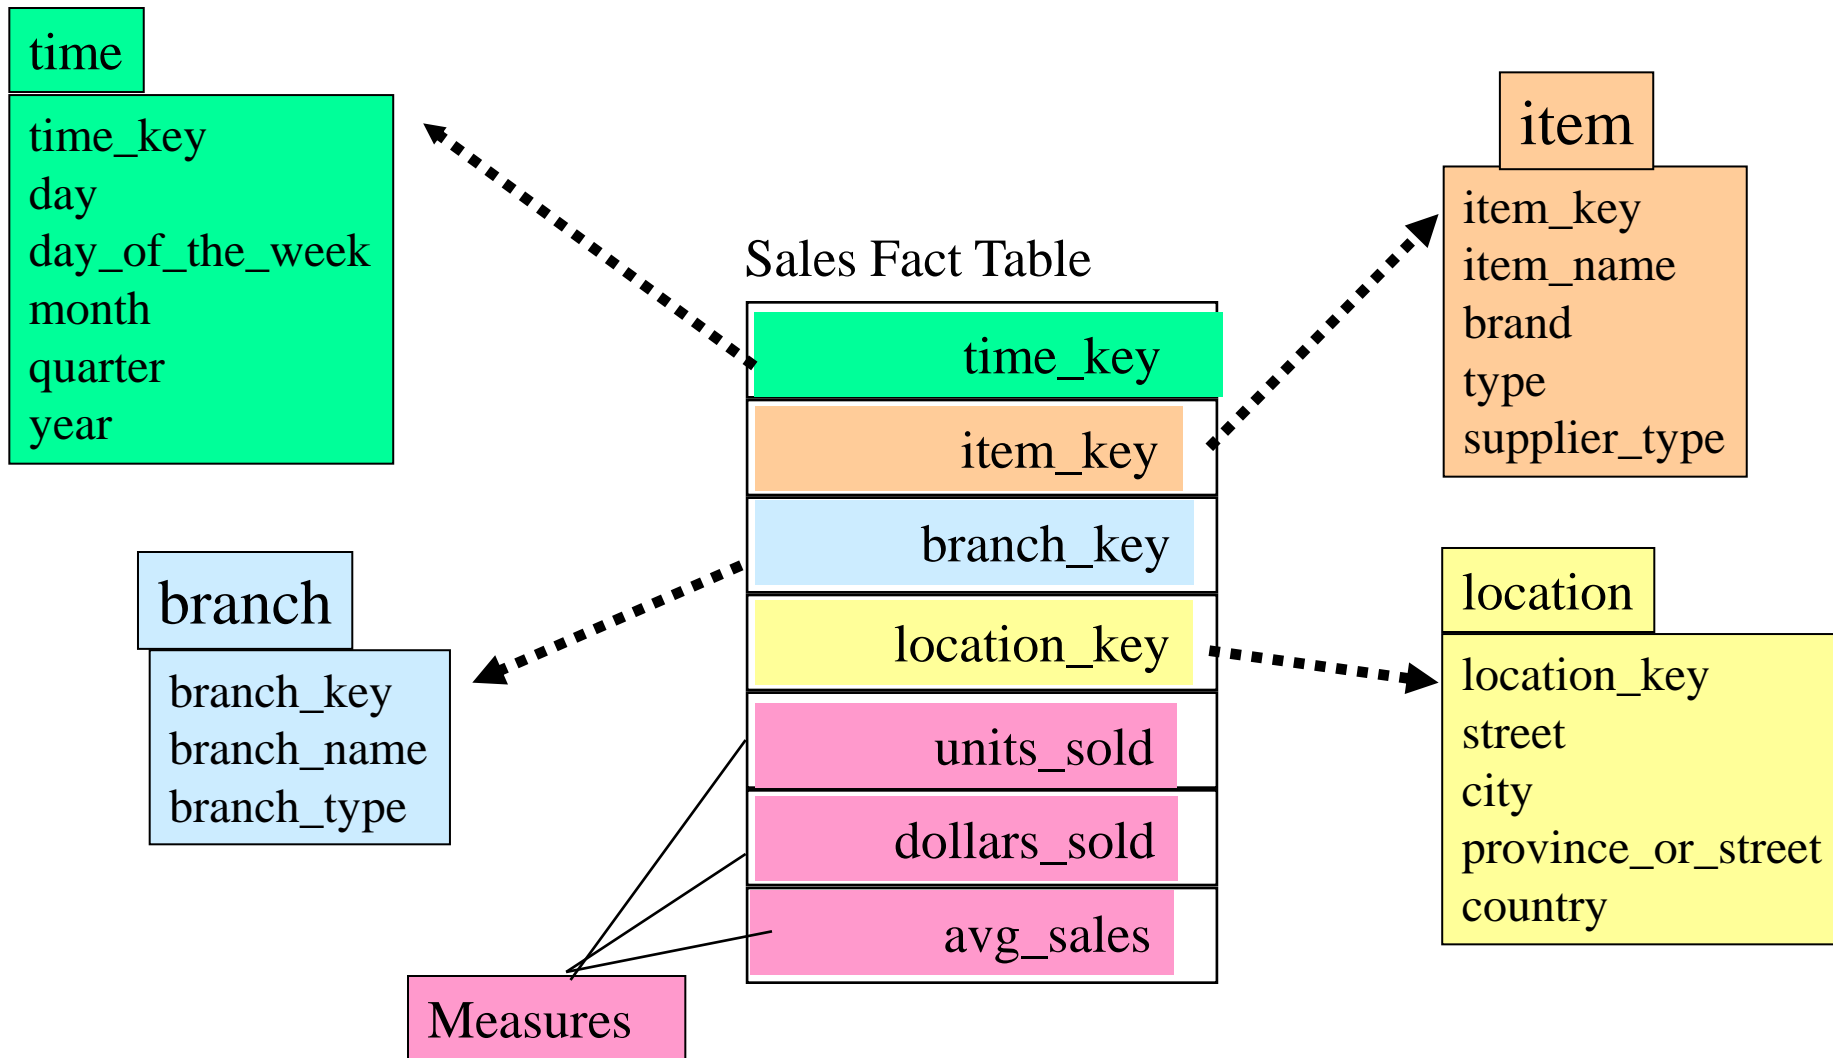 time
time_key
day
day_of_the_week
month
quarter
year
item
item_key
item_name
brand
type
supplier_type
Sales Fact Table
time_key
item_key
branch_key
location_key
units_sold
dollars_sold
avg_sales
branch
branch_key
branch_name
branch_type
location
location_key
street
city
province_or_street
country
Measures